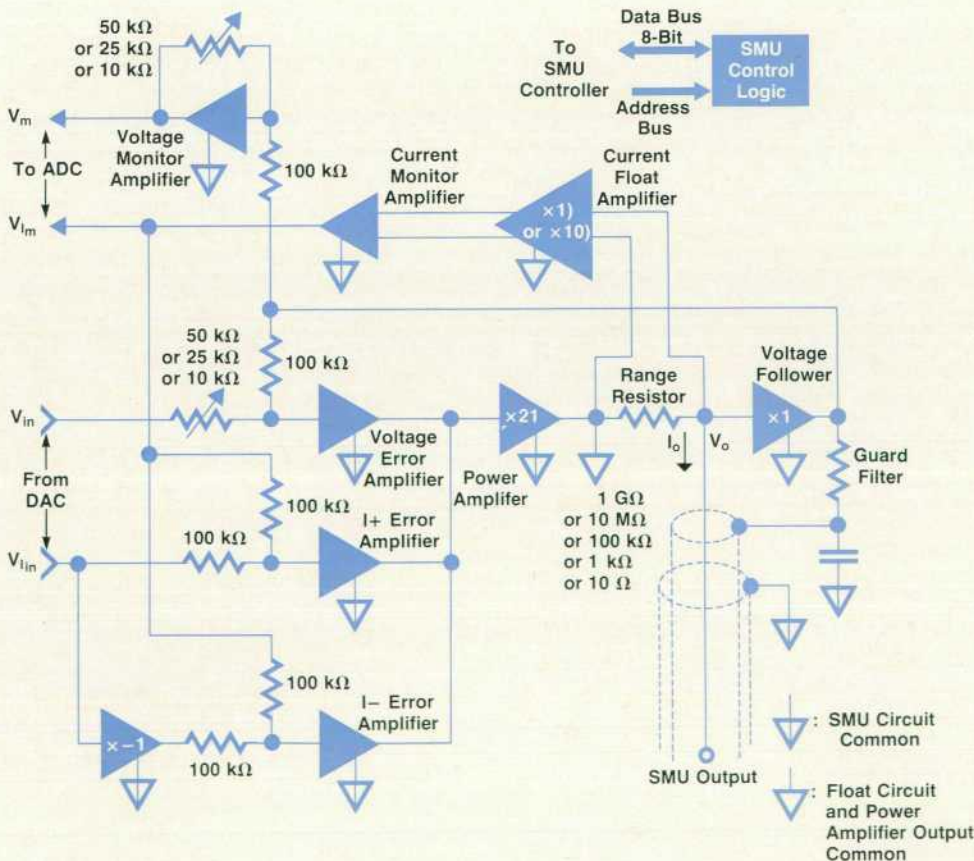 50 kΩ
or 25 kΩ
or 10 kΩ
Data Bus
8-Bit
To
SMU
Controller
SMU
Control
Logic
Address
Bus
Vm
Voltage
Monitor
Amplifier
To ADC
100 kΩ
Current
Monitor
Amplifier
Current
Float
Amplifier
×1)
or ×10)
VIm
50 kΩ
or 25 kΩ
or 10 kΩ
100 kΩ
Vin
Voltage
Error
Amplifier
×21
Power
Amplifer
Range
Resistor
Io
Vo
Voltage
Follower
×1
Guard
Filter
From
DAC
100 kΩ
I+ Error
Amplifier
100 kΩ
VIin
1 GΩ
or 10 MΩ
or 100 kΩ
or 1 kΩ
or 10 Ω
100 kΩ
I− Error
Amplifier
×−1
100 kΩ
SMU Output
: SMU Circuit
Common
: Float Circuit
and Power
Amplifier Output
Common